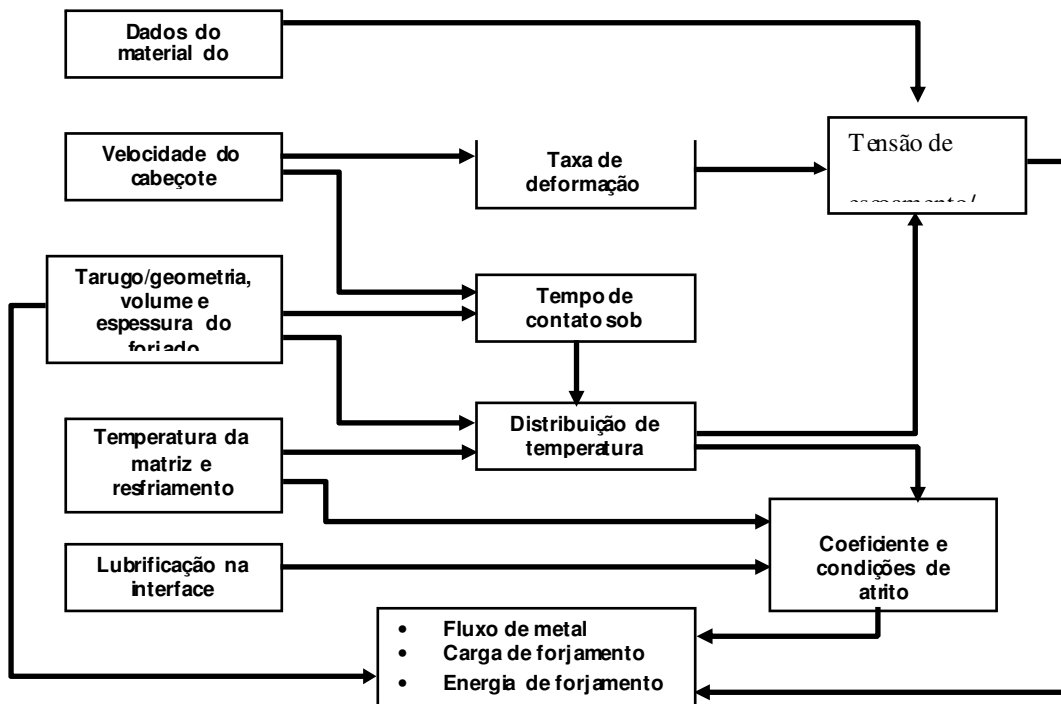 Dados do
material do
Velocidade do
cabeçote
Taxa de
deformação
Tensão de
escoamento/
Tarugo/geometria,
volume e
espessura do
forjado
Tempo de
contato sob
Distribuição de
temperatura
Temperatura da
matriz e
resfriamento
Coeficiente e
condições de
atrito
Lubrificação na
interface
• Fluxo de metal
• Carga de forjamento
• Energia de forjamento